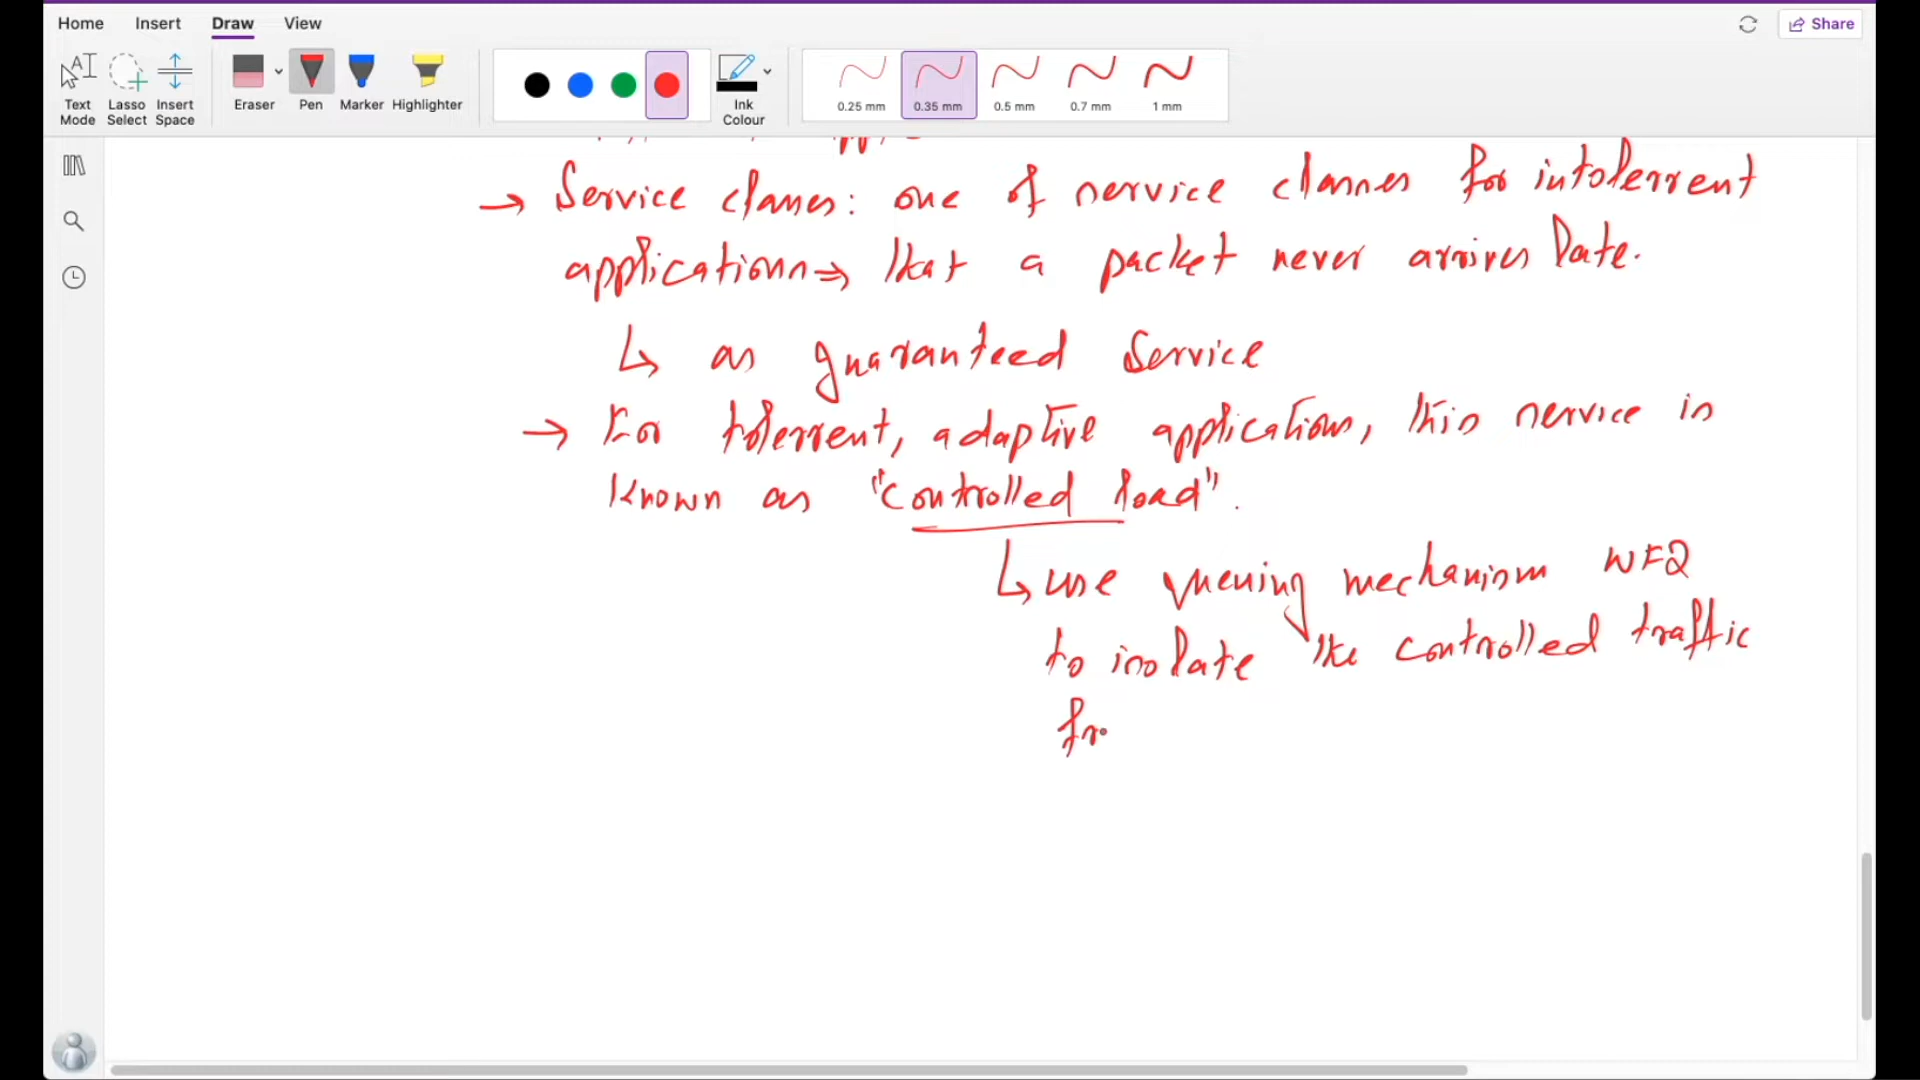 Home Insert Draw View
Share
Text Mode
Lasso Select
Insert Space
Eraser
Pen
Marker
Highlighter
Ink Colour
0.25 mm
0.35 mm
0.5 mm
0.7 mm
1 mm
→ Service classes: one of service classes for intolerrent
applications ⇒ that a packet never arrives late.
↳ as guaranteed Service
→ For tolerrent, adaptive applications, this service is
known as "controlled load".
↳ use queuing mechanism WFQ
to isolate the controlled traffic
fr